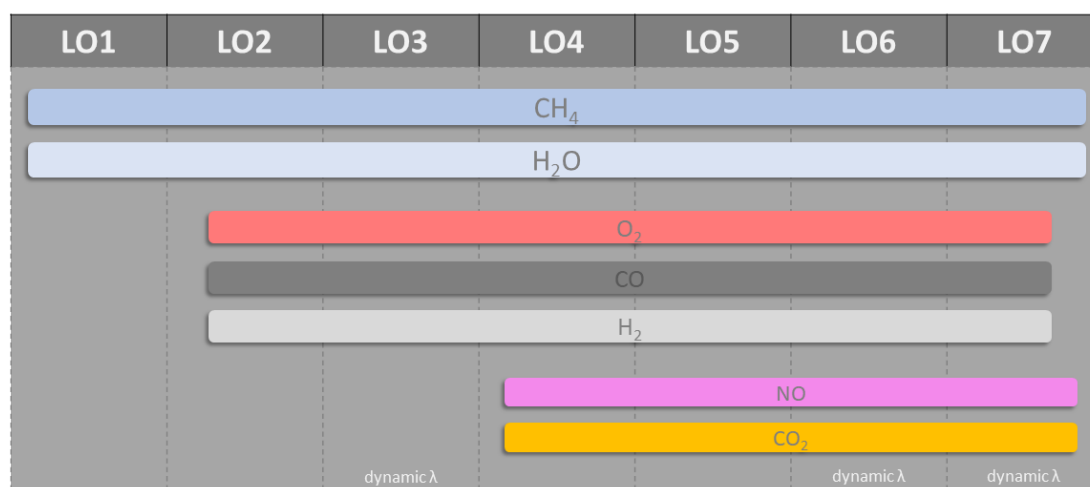 LO1 LO2 LO3 LO4 LO5 LO6 LO7
CH₄
H₂O
O₂
CO
H₂
NO
CO₂
dynamic λ dynamic λ dynamic λ